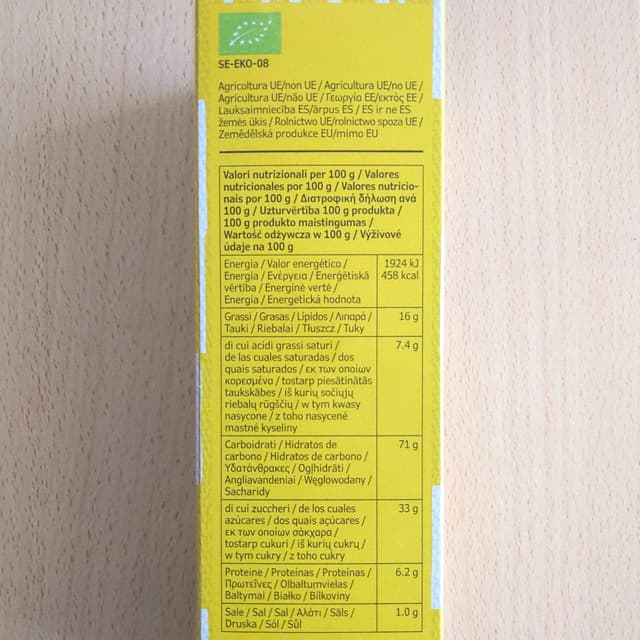 SE-EKO-08
Agricoltura UE/non UE / Agricultura UE/no UE /
Agricultura UE/não UE / Γεωργία ΕΕ/εκτός ΕΕ /
Lauksaimniecība ES/ārpus ES / ES ir ne ES
žemės ūkis / Rolnictwo UE/rolnictwo spoza UE /
Zemědělská produkce EU/mimo EU
Valori nutrizionali per 100 g / Valores
nutricionales por 100 g / Valores nutricio-
nais por 100 g / Διατροφική δήλωση ανά
100 g / Uzturvērtība 100 g produkta /
100 g produkto maistingumas /
Wartość odżywcza w 100 g / Výživové
údaje na 100 g
Energia / Valor energético /
Energia / Ενέργεια / Enerģētiskā
vērtība / Energinė vertė /
Energia / Energetická hodnota
1924 kJ
458 kcal
Grassi / Grasas / Lípidos / Λιπαρά /
Tauki / Riebalai / Tłuszcz / Tuky
16 g
di cui acidi grassi saturi /
de las cuales saturadas / dos
quais saturados / εκ των οποίων
κορεσμένα / tostarp piesātinātās
taukskābes / iš kurių sočiųjų
riebalų rūgščių / w tym kwasy
nasycone / z toho nasycené
mastné kyseliny
7.4 g
Carboidrati / Hidratos de
carbono / Hidratos de carbono /
Υδατάνθρακες / Ogļhidrāti /
Angliavandeniai / Węglowodany /
Sacharidy
71 g
di cui zuccheri / de los cuales
azúcares / dos quais açúcares /
εκ των οποίων σάκχαρα /
tostarp cukuri / iš kurių cukrų /
w tym cukry / z toho cukry
33 g
Proteine / Proteínas / Proteínas /
Πρωτεΐνες / Olbaltumvielas /
Baltymai / Białko / Bílkoviny
6.2 g
Sale / Sal / Sal / Αλάτι / Sāls /
Druska / Sól / Sůl
1.0 g